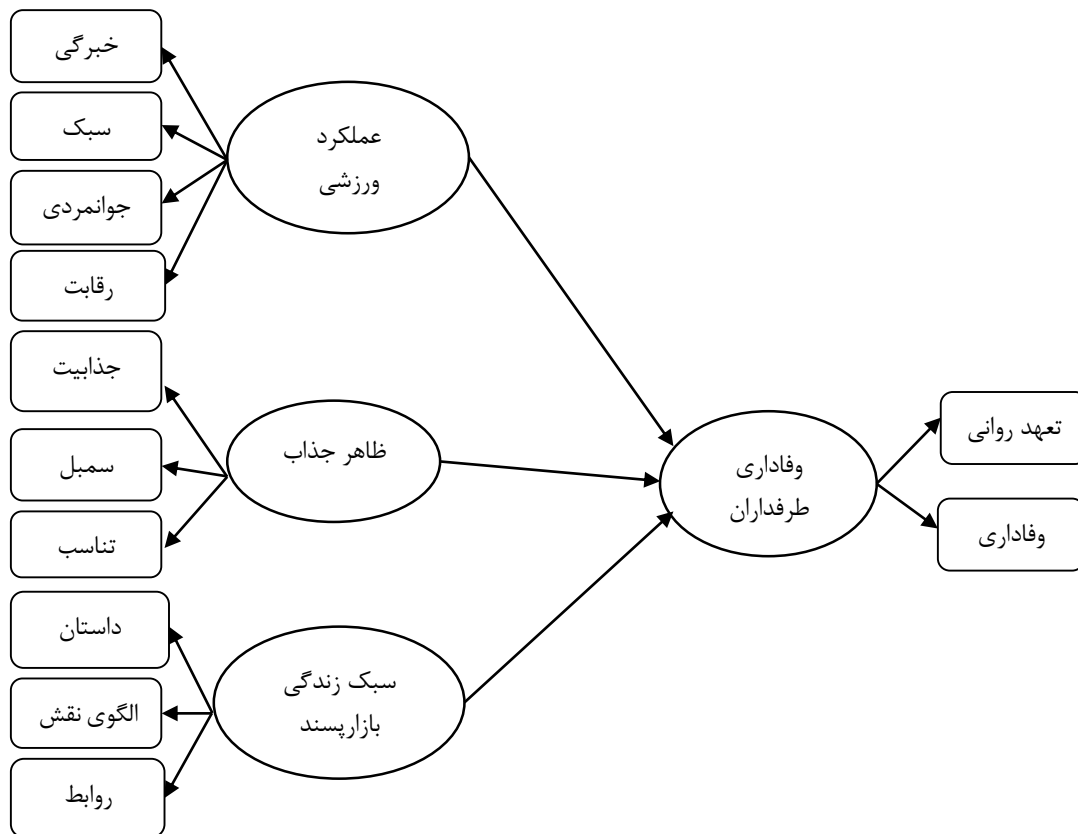 خبرگی
سبک
جوانمردی
رقابت
عملکرد
ورزشی
جذابیت
سمبل
تناسب
ظاهر جذاب
داستان
الگوی نقش
روابط
سبک زندگی
بازارپسند
وفاداری
طرفداران
تعهد روانی
وفاداری